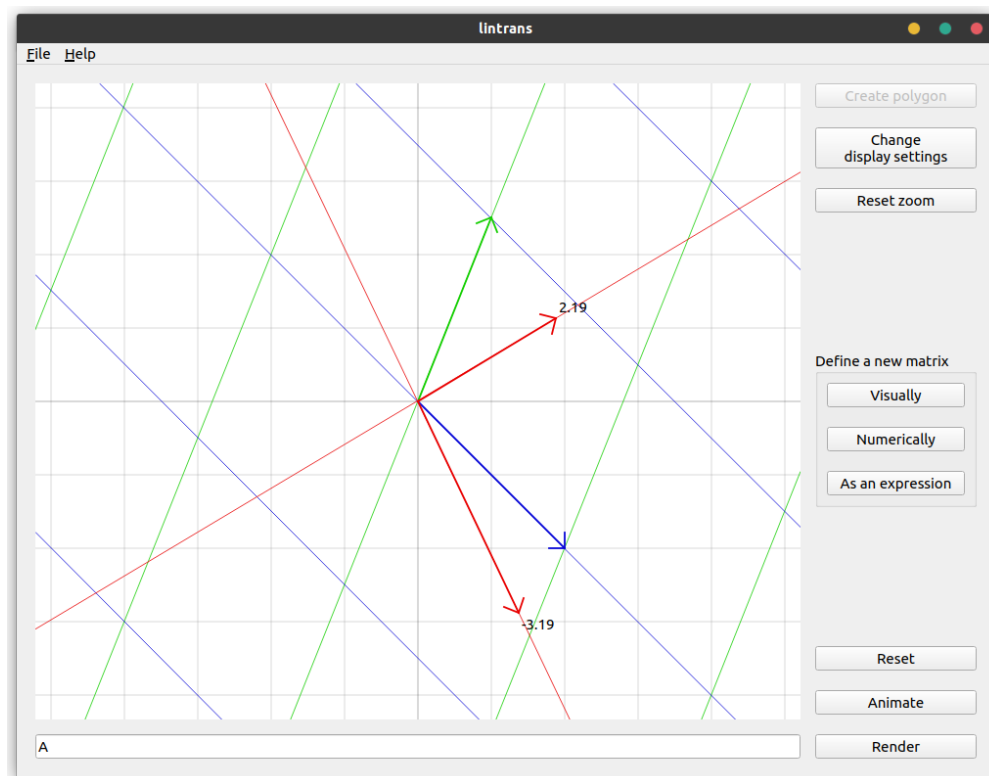 lintrans
File Help
Create polygon
Change
display settings
Reset zoom
2.19
Define a new matrix
Visually
Numerically
As an expression
-3.19
Reset
Animate
A
Render